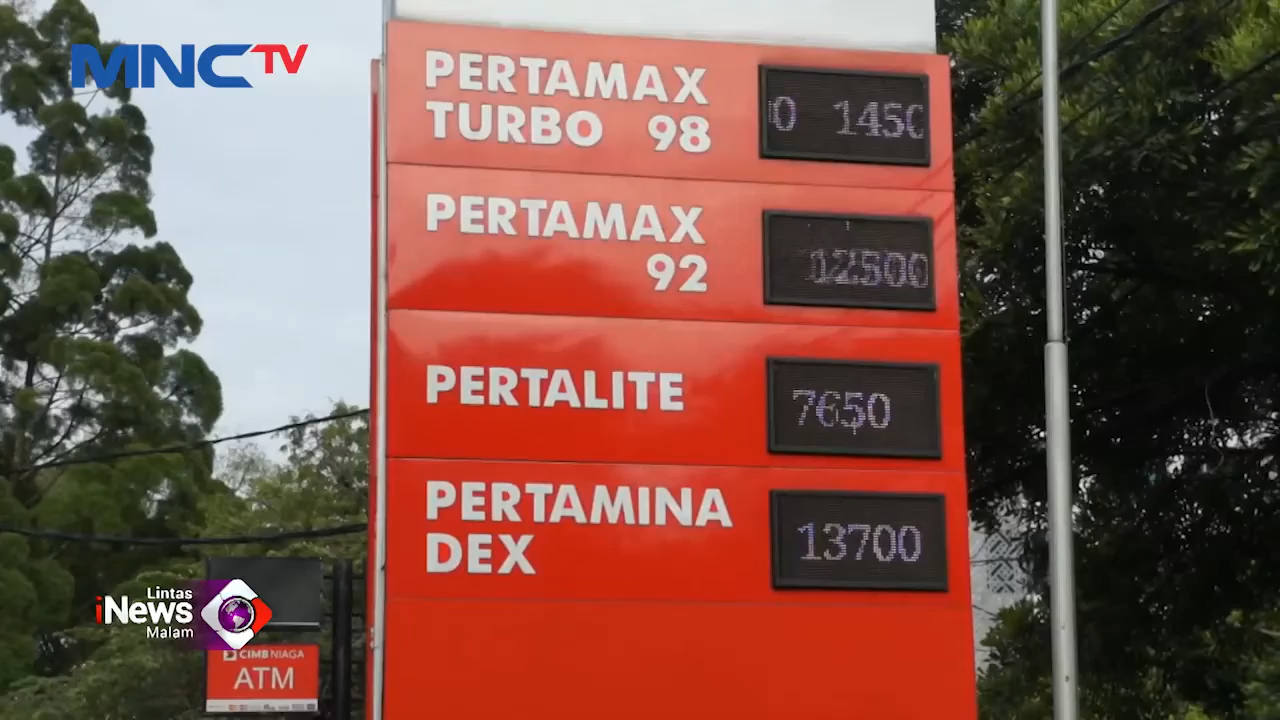 MNCTV
PERTAMAX
TURBO 98
0 1450
PERTAMAX
92
12500
PERTALITE
7650
PERTAMINA
DEX
13700
Lintas
iNews
Malam
CIMB NIAGA
ATM